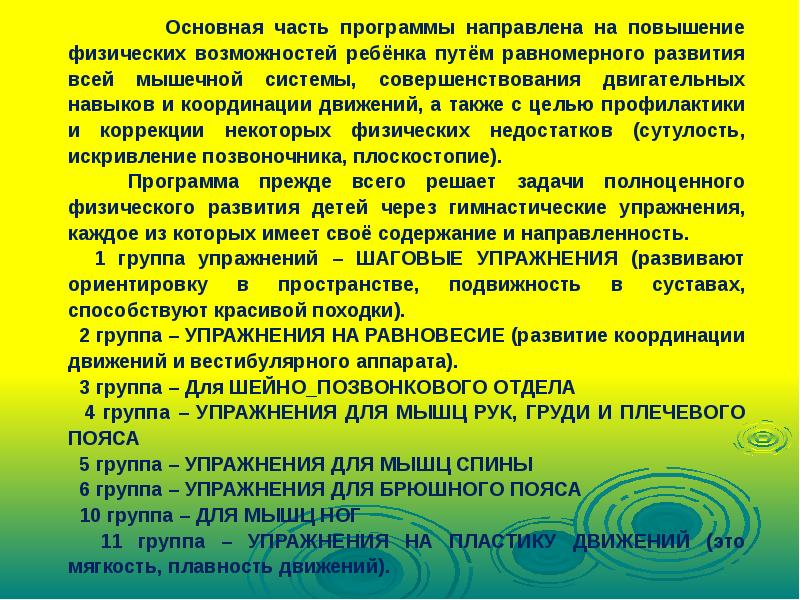 Основная часть программы направлена на повышение
физических возможностей ребёнка путём равномерного развития
всей мышечной системы, совершенствования двигательных
навыков и координации движений, а также с целью профилактики
и коррекции некоторых физических недостатков (сутулость,
искривление позвоночника, плоскостопие).
Программа прежде всего решает задачи полноценного
физического развития детей через гимнастические упражнения,
каждое из которых имеет своё содержание и направленность.
1 группа упражнений – ШАГОВЫЕ УПРАЖНЕНИЯ (развивают
ориентировку в пространстве, подвижность в суставах,
способствуют красивой походки).
2 группа – УПРАЖНЕНИЯ НА РАВНОВЕСИЕ (развитие координации
движений и вестибулярного аппарата).
3 группа – Для ШЕЙНО_ПОЗВОНКОВОГО ОТДЕЛА
4 группа – УПРАЖНЕНИЯ ДЛЯ МЫШЦ РУК, ГРУДИ И ПЛЕЧЕВОГО
ПОЯСА
5 группа – УПРАЖНЕНИЯ ДЛЯ МЫШЦ СПИНЫ
6 группа – УПРАЖНЕНИЯ ДЛЯ БРЮШНОГО ПОЯСА
10 группа – ДЛЯ МЫШЦ НОГ
11 группа – УПРАЖНЕНИЯ НА ПЛАСТИКУ ДВИЖЕНИЙ (это
мягкость, плавность движений).